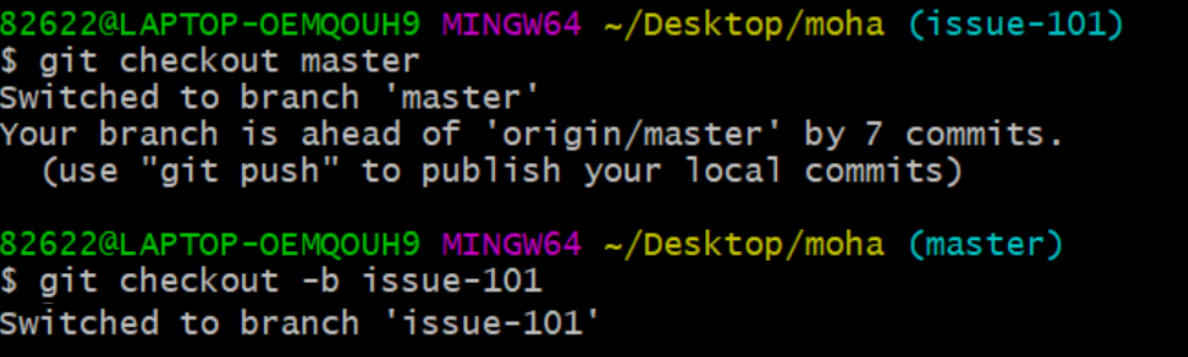 82622@LAPTOP-OEMQOUH9 MINGW64 ~/Desktop/moha (issue-101)
$ git checkout master
Switched to branch 'master'
Your branch is ahead of 'origin/master' by 7 commits.
  (use "git push" to publish your local commits)

82622@LAPTOP-OEMQOUH9 MINGW64 ~/Desktop/moha (master)
$ git checkout -b issue-101
Switched to branch 'issue-101'